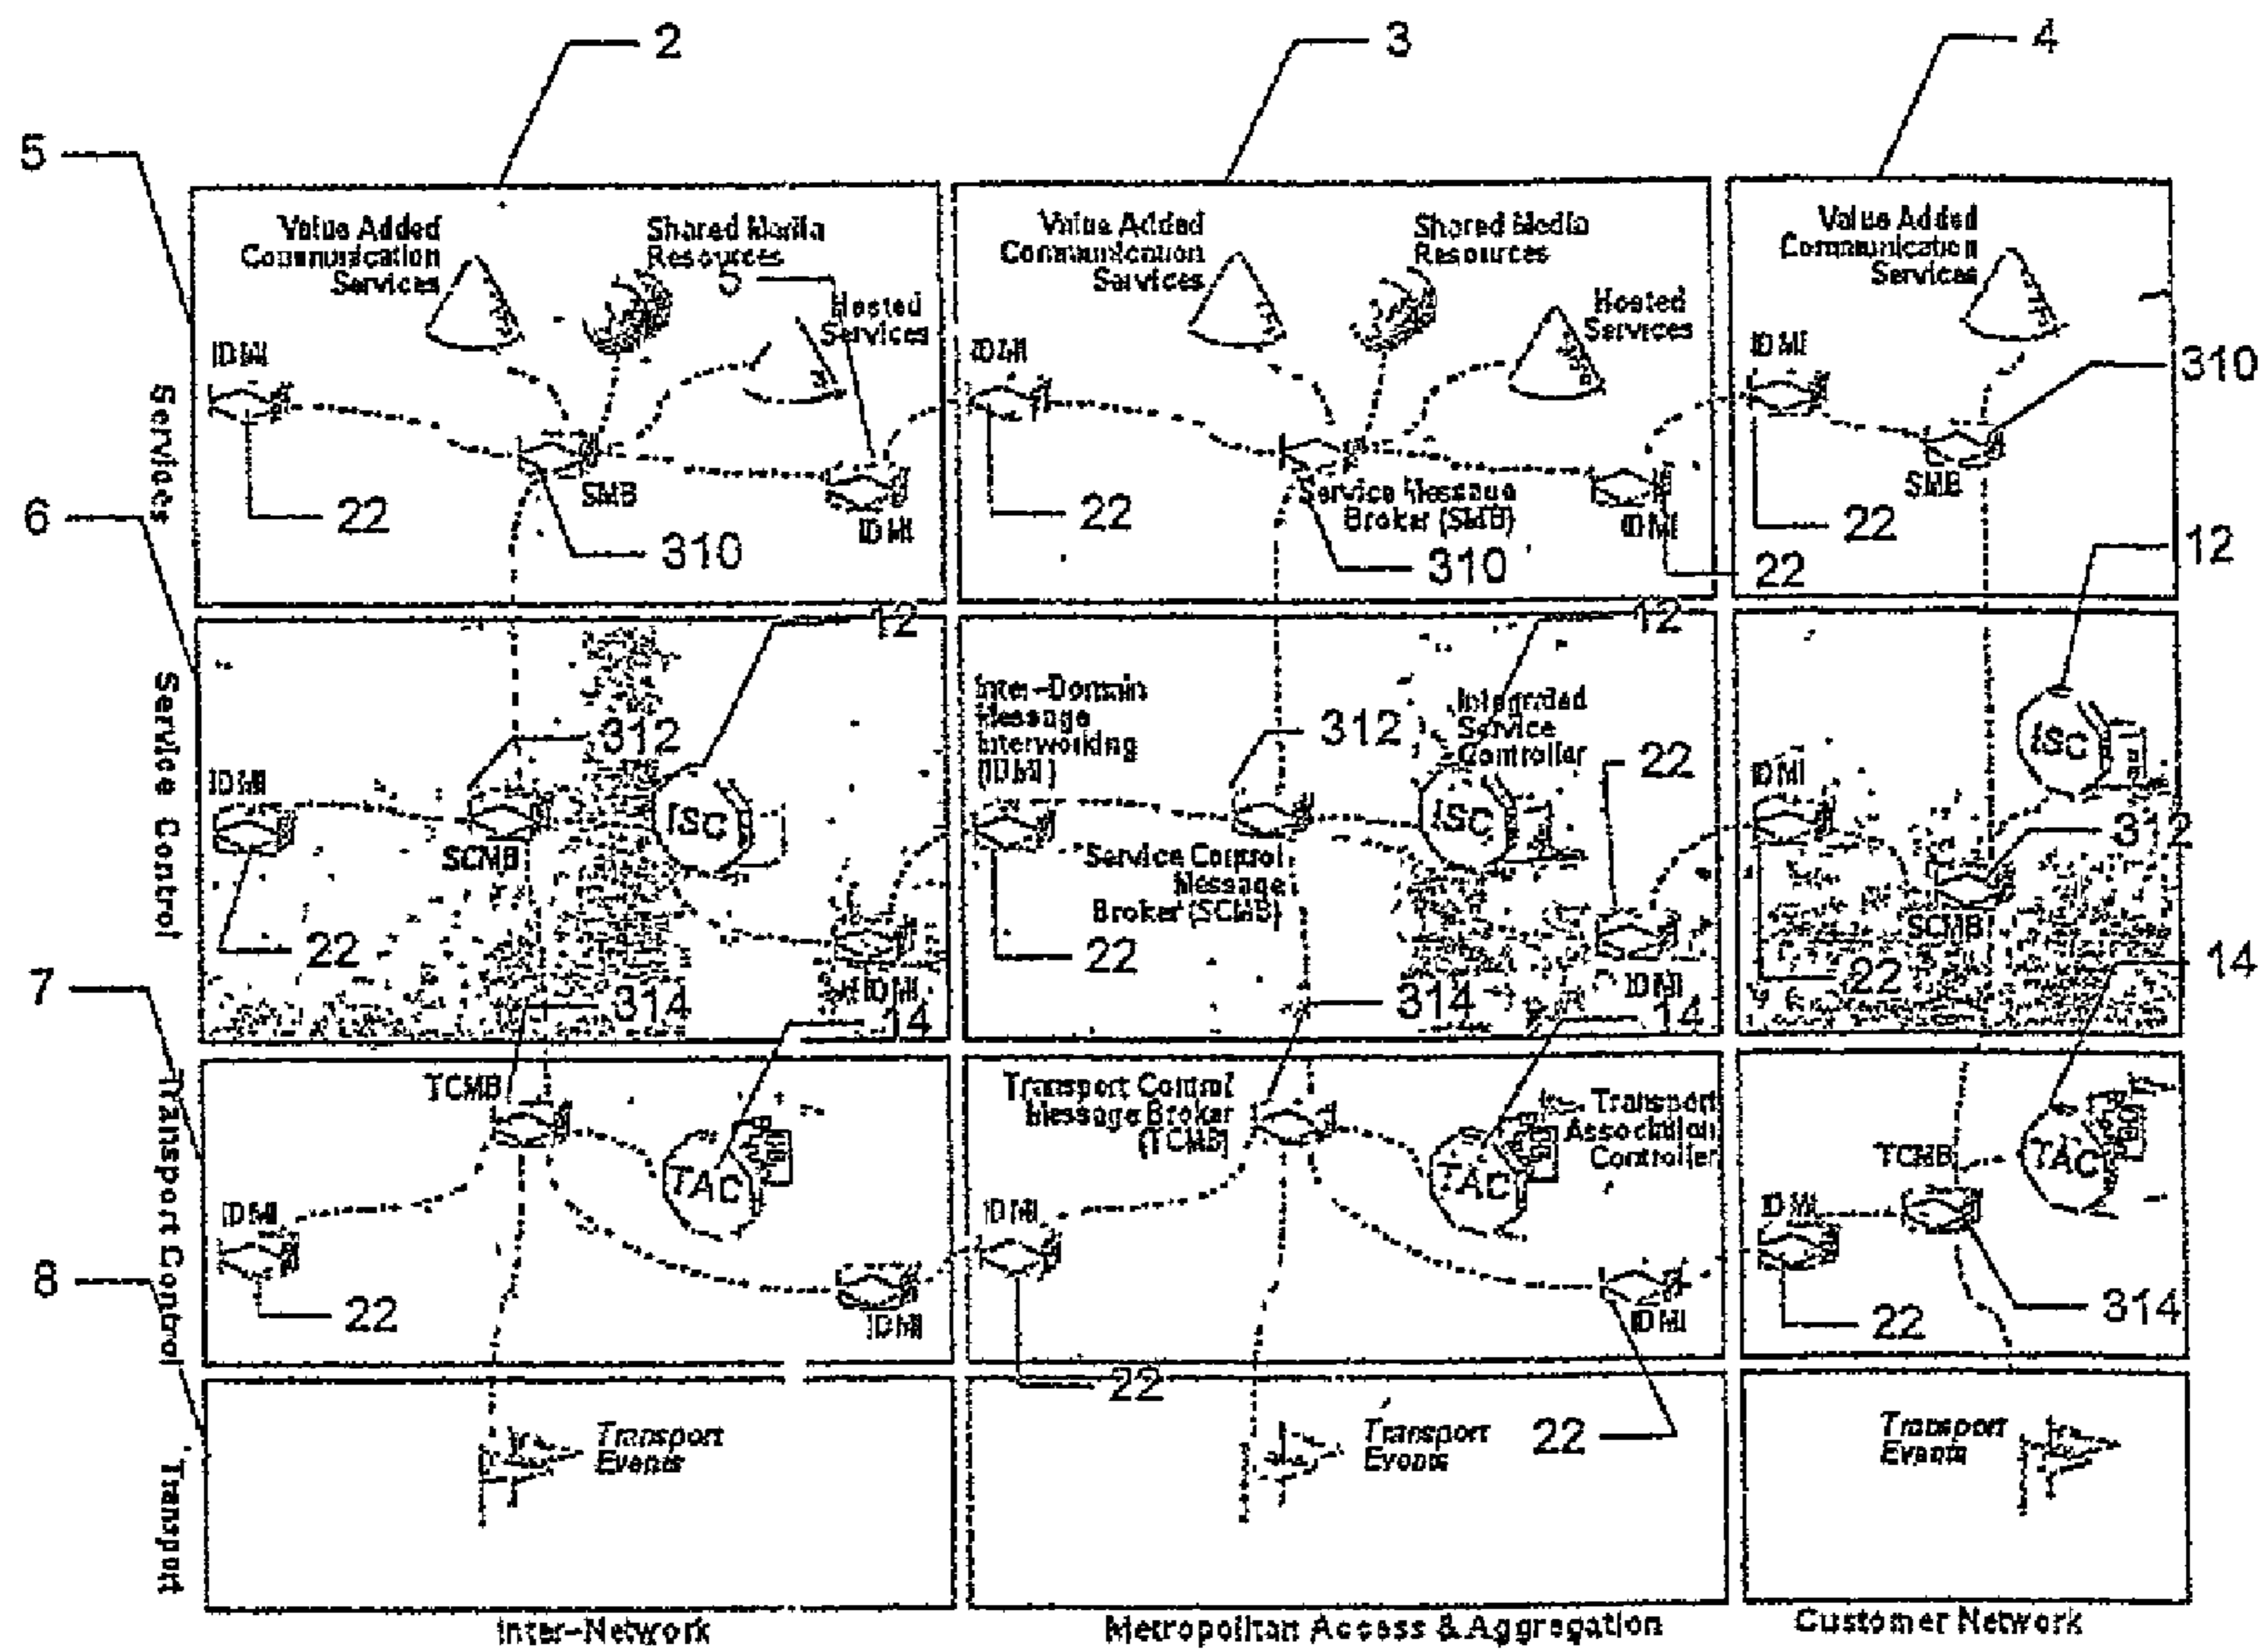 2
3
4
5
Value Added
Communication
Services
Shared Media
Resources
5
Hosted
Services
IDMI
22
SMB
310
IDMI
Value Added
Communication
Services
Shared Media
Resources
Hosted
Services
IDMI
22
Service Message
Broker (SMB)
310
IDMI
22
Value Added
Communication
Services
IDMI
310
22
SMB
12
Services
6
12
312
IDMI
SCMB
ISC
22
IDMI
314
14
12
Inter-Domain
Message
Interworking
(IDMI)
312
Integrated
Service
Controller
ISC
22
Service Control
Message
Broker (SCMB)
22
IDMI
314
14
ISC
IDMI
312
SCMB
22
14
Service Control
7
TCMB
TAC
IDMI
22
IDMI
Transport Control
Message Broker
(TCMB)
Transport
Association
Controller
TAC
IDMI
22
IDMI
22
TCMB
TAC
IDMI
22
314
Transport Control
8
Transport
Events
Transport
Events
Transport
Events
Transport
Inter-Network
Metropolitan Access & Aggregation
Customer Network